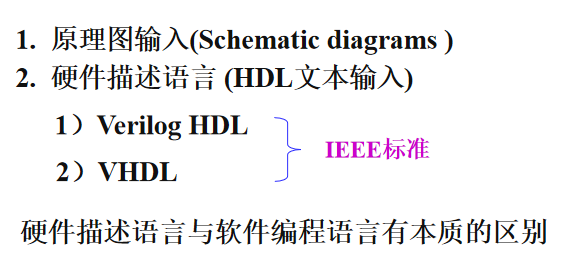 1. 原理图输入(Schematic diagrams )
2. 硬件描述语言 (HDL文本输入)
1）Verilog HDL
2）VHDL
IEEE标准
硬件描述语言与软件编程语言有本质的区别